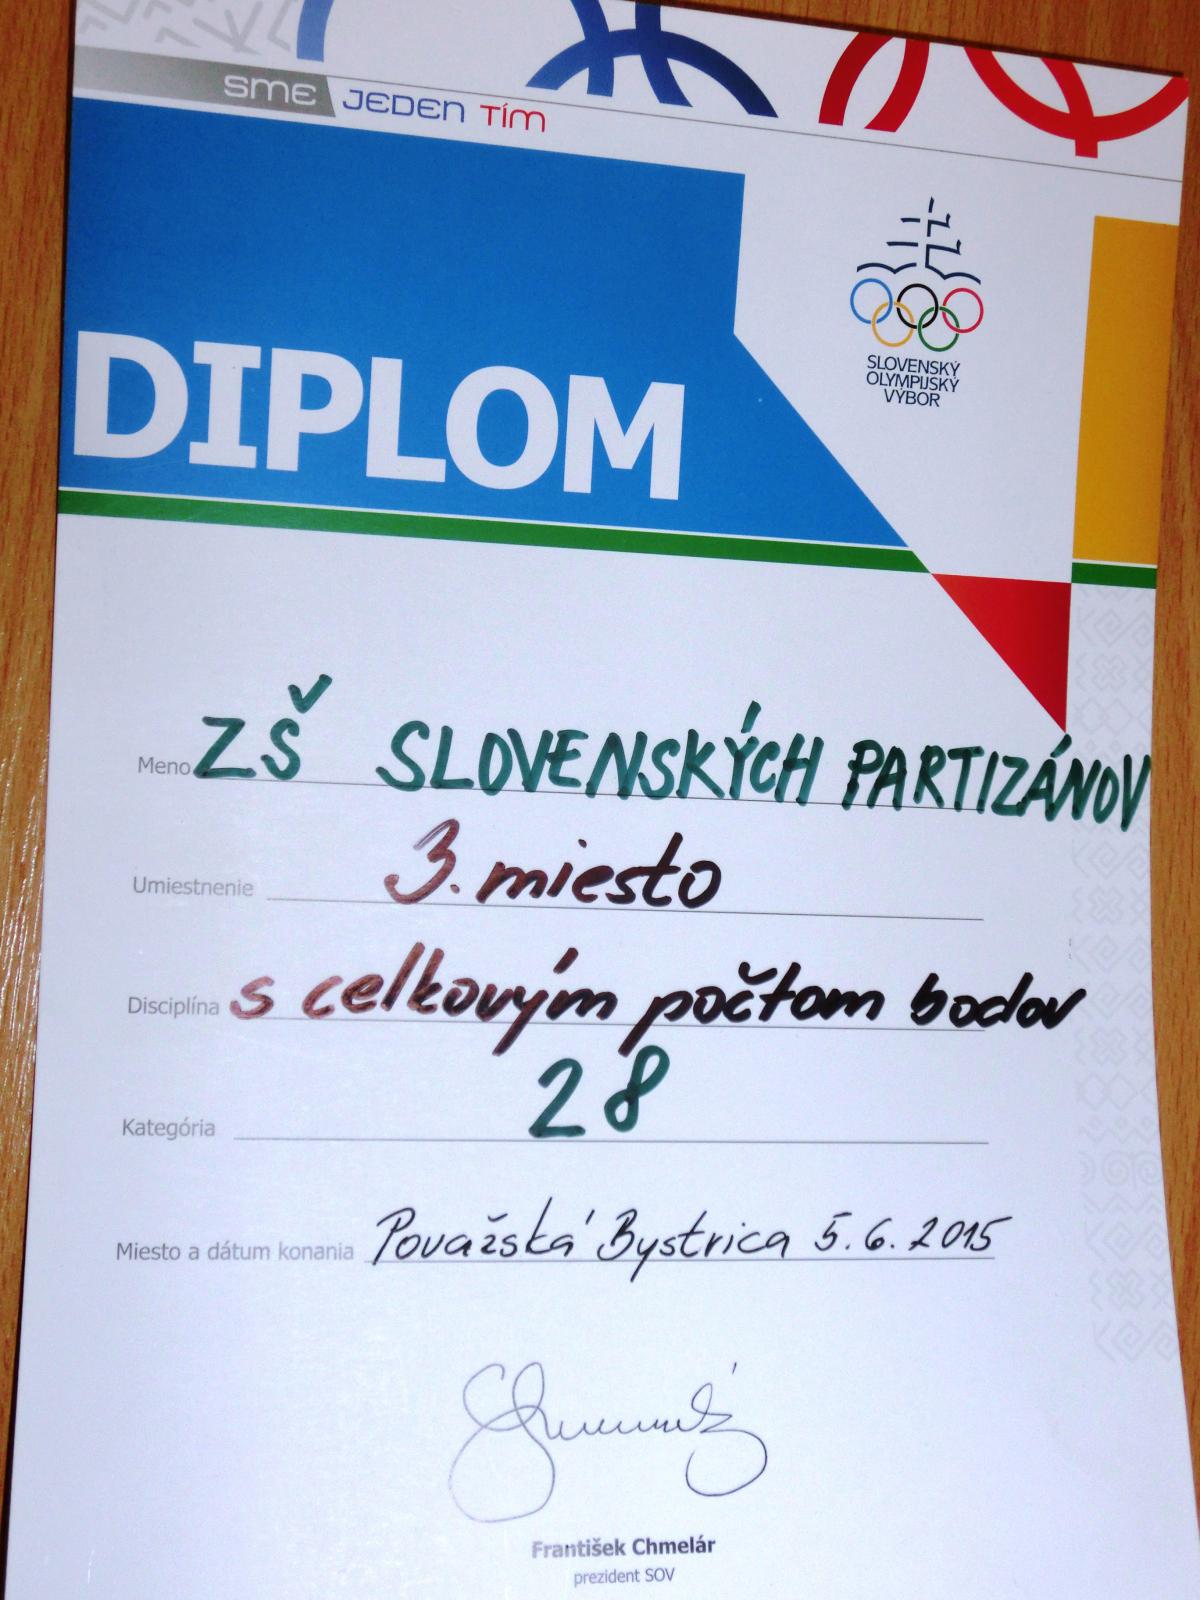 SME JEDEN TÍM
SLOVENSKÝ
OLYMPIJSKÝ
VÝBOR
DIPLOM
Meno ZŠ SLOVENSKÝCH PARTIZÁNOV
Umiestnenie 3. miesto
Disciplína s celkovým počtom bodov
Kategória 28
Miesto a dátum konania Považská Bystrica 5.6.2015
František Chmelár
prezident SOV